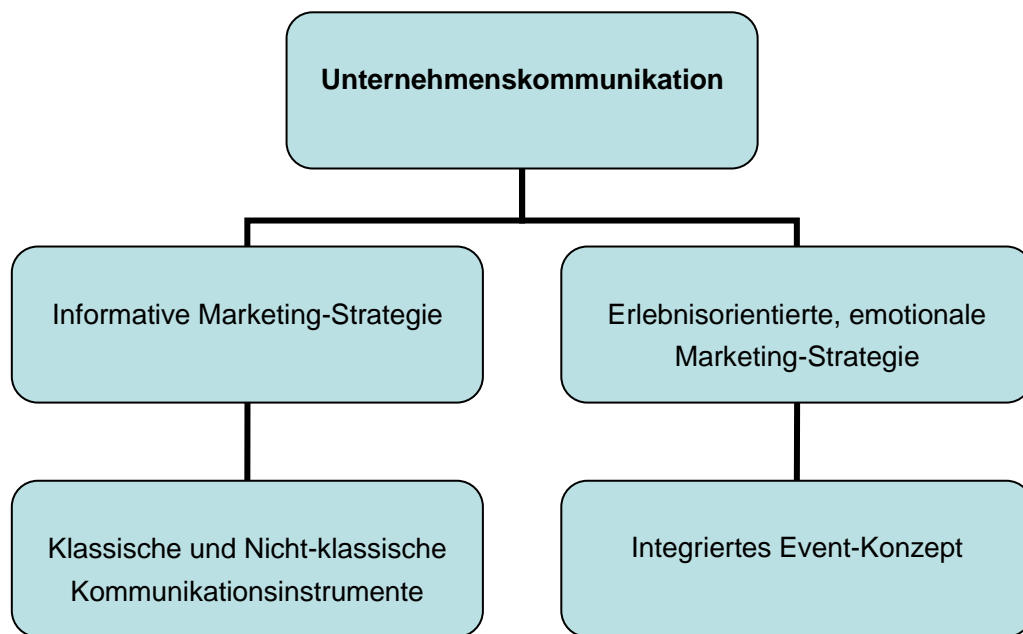 Unternehmenskommunikation
Informative Marketing-Strategie
Erlebnisorientierte, emotionale
Marketing-Strategie
Klassische und Nicht-klassische
Kommunikationsinstrumente
Integriertes Event-Konzept